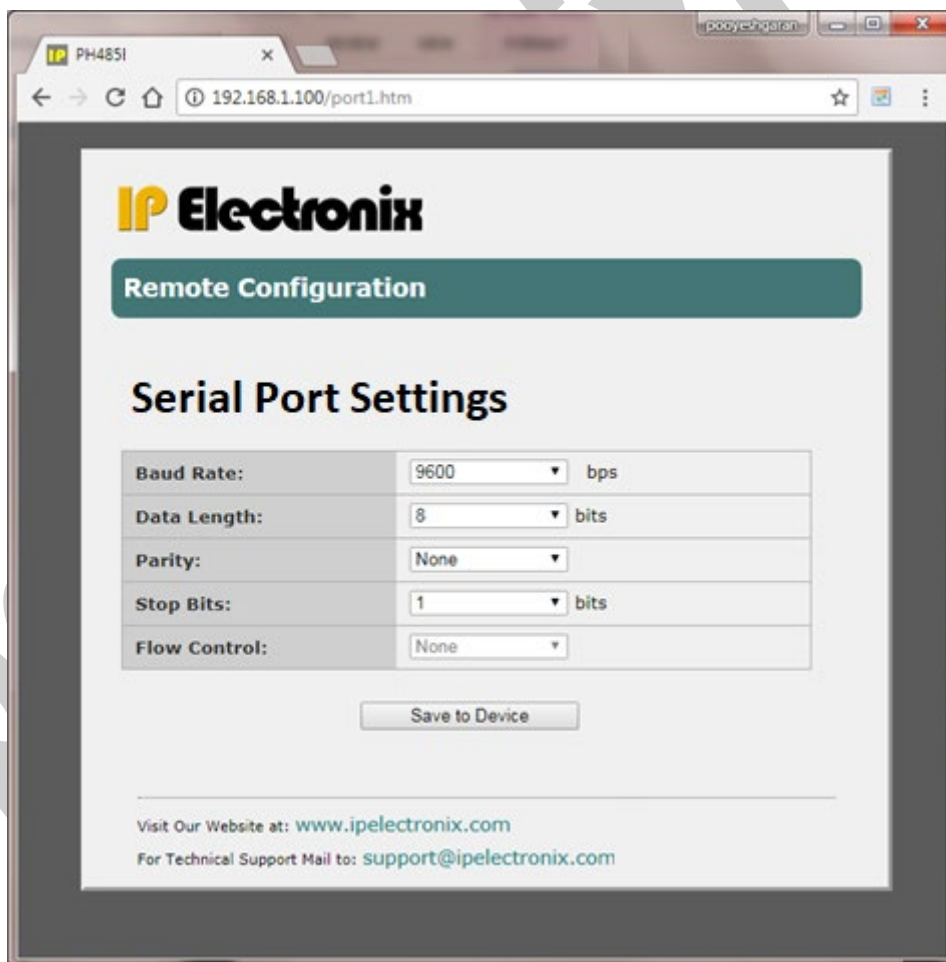 pooyeshgaran
PH485I
192.168.1.100/port1.htm
IP Electronix
Remote Configuration
Serial Port Settings
Baud Rate: 9600 bps
Data Length: 8 bits
Parity: None
Stop Bits: 1 bits
Flow Control: None
Save to Device
Visit Our Website at: www.ipelectronix.com
For Technical Support Mail to: support@ipelectronix.com